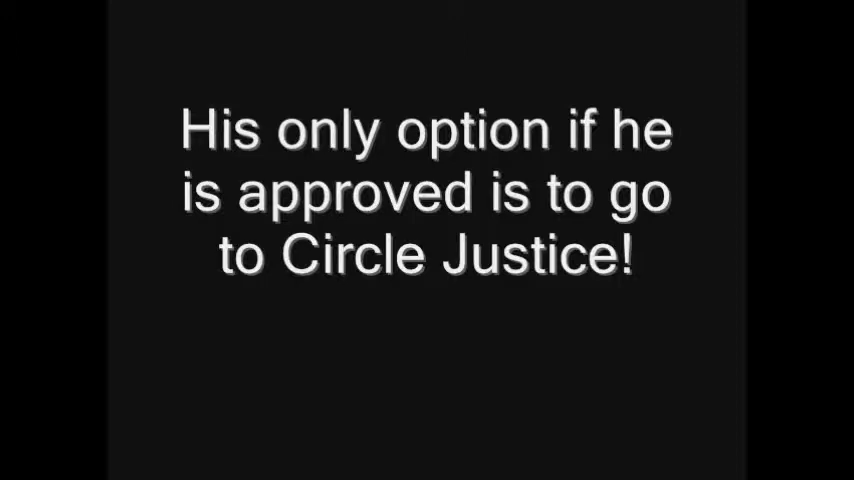 His only option if he
is approved is to go
to Circle Justice!